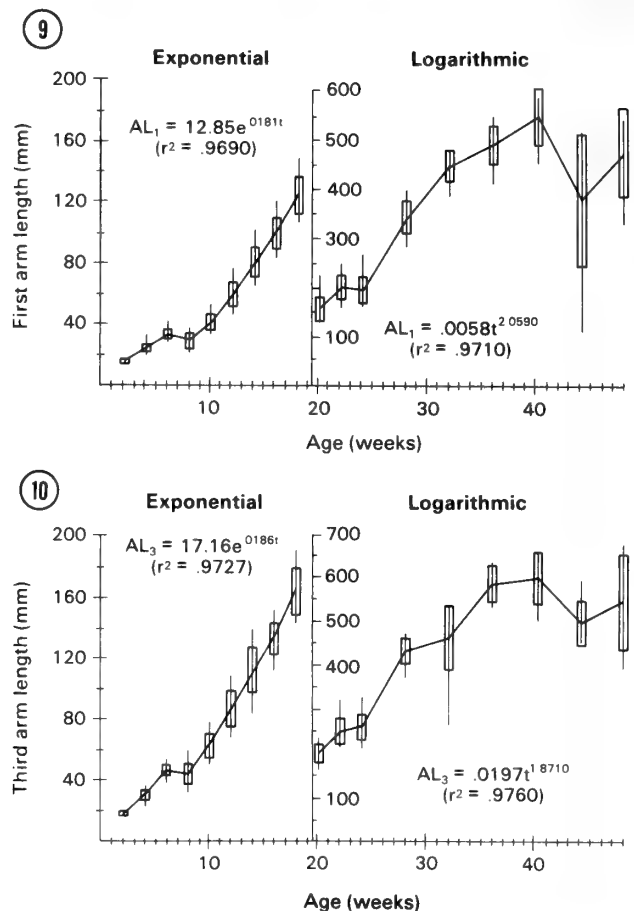 9
Exponential
Logarithmic
200
160
120
80
40
600
500
400
300
100
AL1 = 12.85e^0181t
(r2 = .9690)
AL1 = .0058t^2 0590
(r2 = .9710)
First arm length (mm)
10
20
30
40
Age (weeks)
10
Exponential
Logarithmic
200
160
120
80
40
700
600
500
400
100
AL3 = 17.16e^0186t
(r2 = .9727)
AL3 = .0197t^1 8710
(r2 = .9760)
Third arm length (mm)
10
20
30
40
Age (weeks)